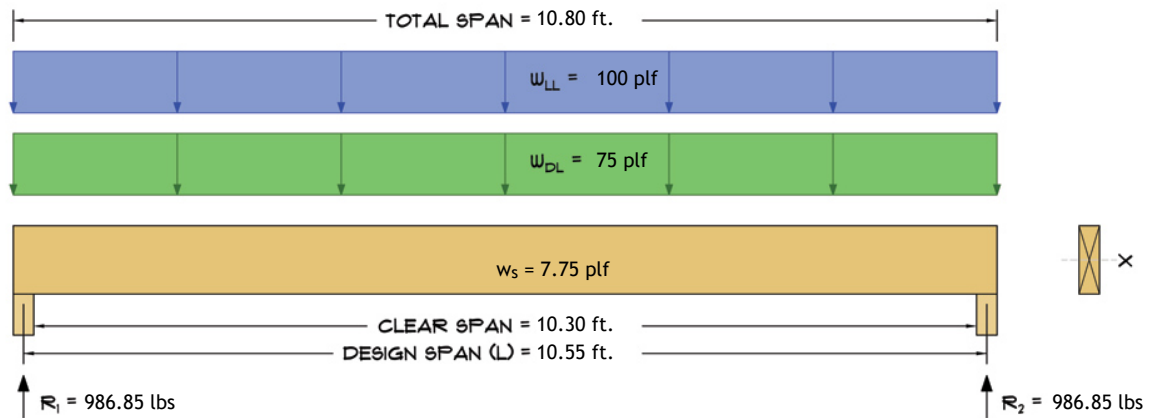 TOTAL SPAN = 10.80 ft.
WLL = 100 plf
WDL = 75 plf
ws = 7.75 plf
X
CLEAR SPAN = 10.30 ft.
DESIGN SPAN (L) = 10.55 ft.
R1 = 986.85 lbs
R2 = 986.85 lbs